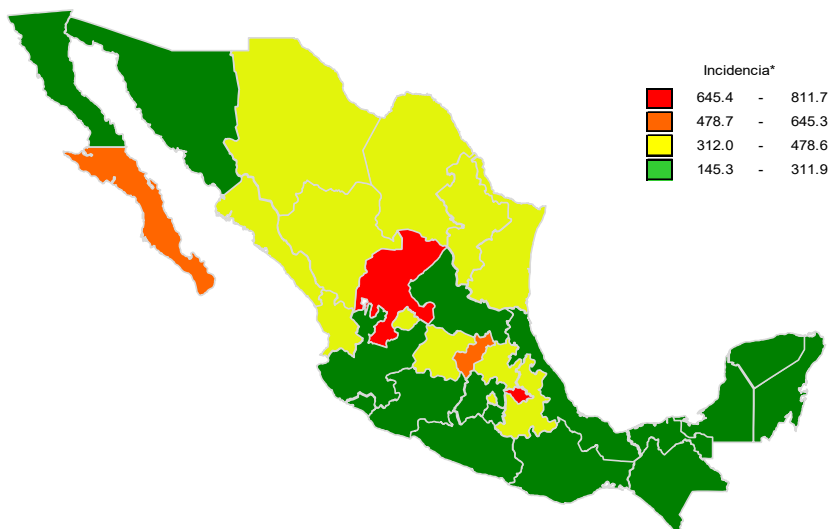 Incidencia*
645.4 - 811.7
478.7 - 645.3
312.0 - 478.6
145.3 - 311.9